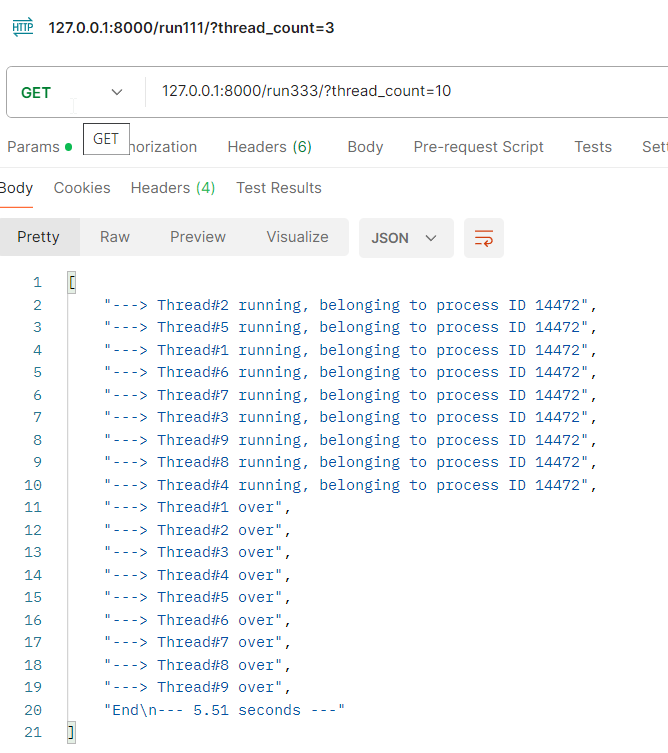 HTTP 127.0.0.1:8000/run111/?thread_count=3
GET 127.0.0.1:8000/run333/?thread_count=10
GET
Params horization Headers (6) Body Pre-request Script Tests Sett
Body Cookies Headers (4) Test Results
Pretty Raw Preview Visualize JSON
1 [
2 "---> Thread#2 running, belonging to process ID 14472",
3 "---> Thread#5 running, belonging to process ID 14472",
4 "---> Thread#1 running, belonging to process ID 14472",
5 "---> Thread#6 running, belonging to process ID 14472",
6 "---> Thread#7 running, belonging to process ID 14472",
7 "---> Thread#3 running, belonging to process ID 14472",
8 "---> Thread#9 running, belonging to process ID 14472",
9 "---> Thread#8 running, belonging to process ID 14472",
10 "---> Thread#4 running, belonging to process ID 14472",
11 "---> Thread#1 over",
12 "---> Thread#2 over",
13 "---> Thread#3 over",
14 "---> Thread#4 over",
15 "---> Thread#5 over",
16 "---> Thread#6 over",
17 "---> Thread#7 over",
18 "---> Thread#8 over",
19 "---> Thread#9 over",
20 "End\n--- 5.51 seconds ---"
21 ]